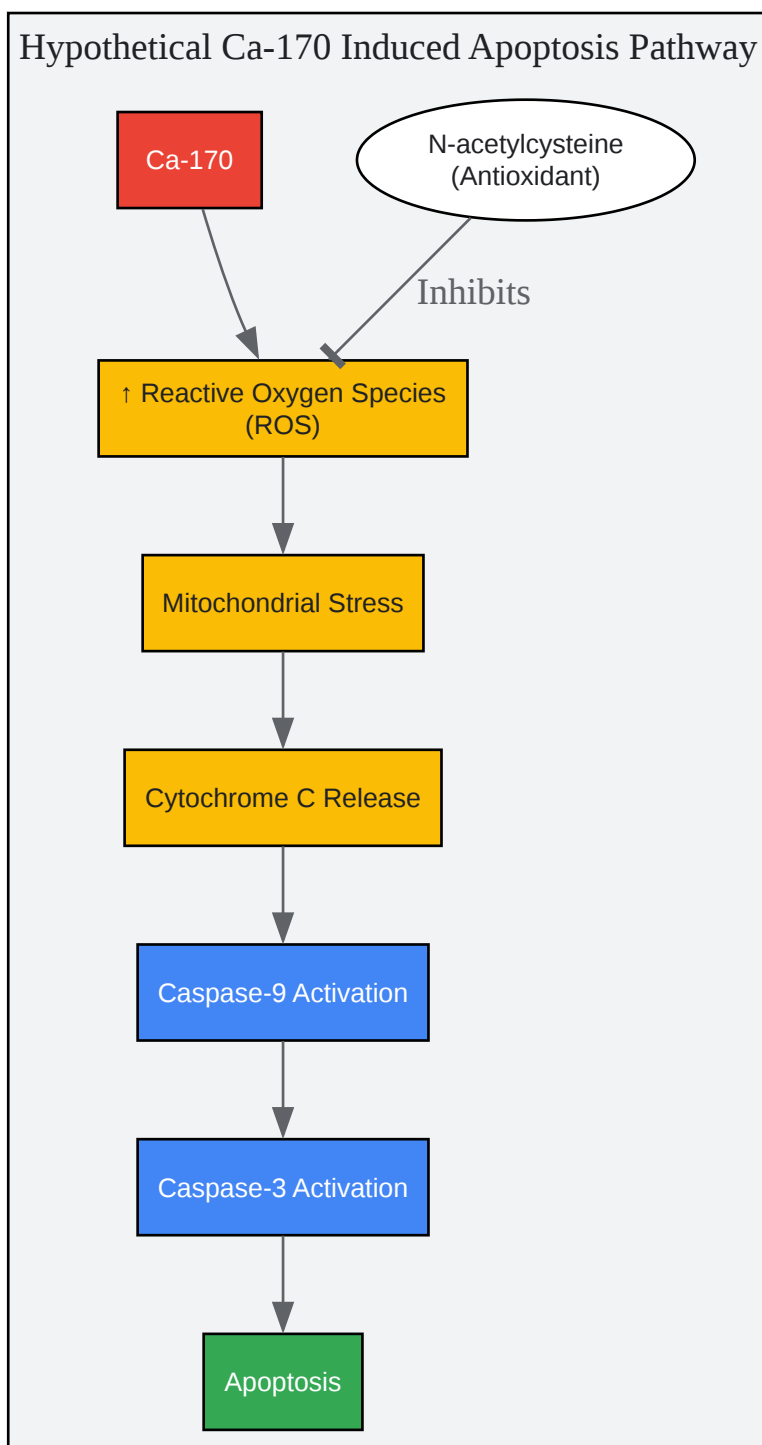 Hypothetical Ca-170 Induced Apoptosis Pathway
Ca-170
N-acetylcysteine
(Antioxidant)
Inhibits
↑ Reactive Oxygen Species
(ROS)
Mitochondrial Stress
Cytochrome C Release
Caspase-9 Activation
Caspase-3 Activation
Apoptosis